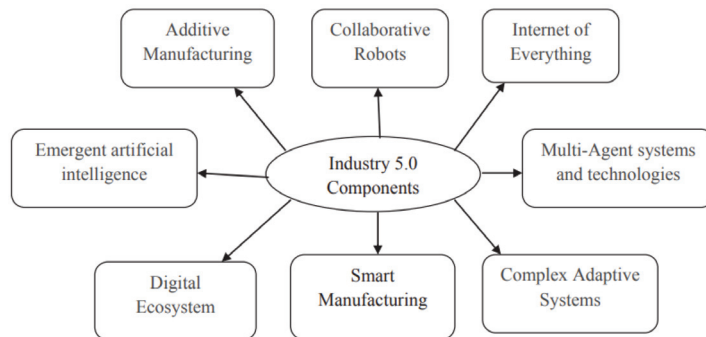 Additive
Manufacturing
Collaborative
Robots
Internet of
Everything
Emergent artificial
intelligence
Industry 5.0
Components
Multi-Agent systems
and technologies
Digital
Ecosystem
Smart
Manufacturing
Complex Adaptive
Systems